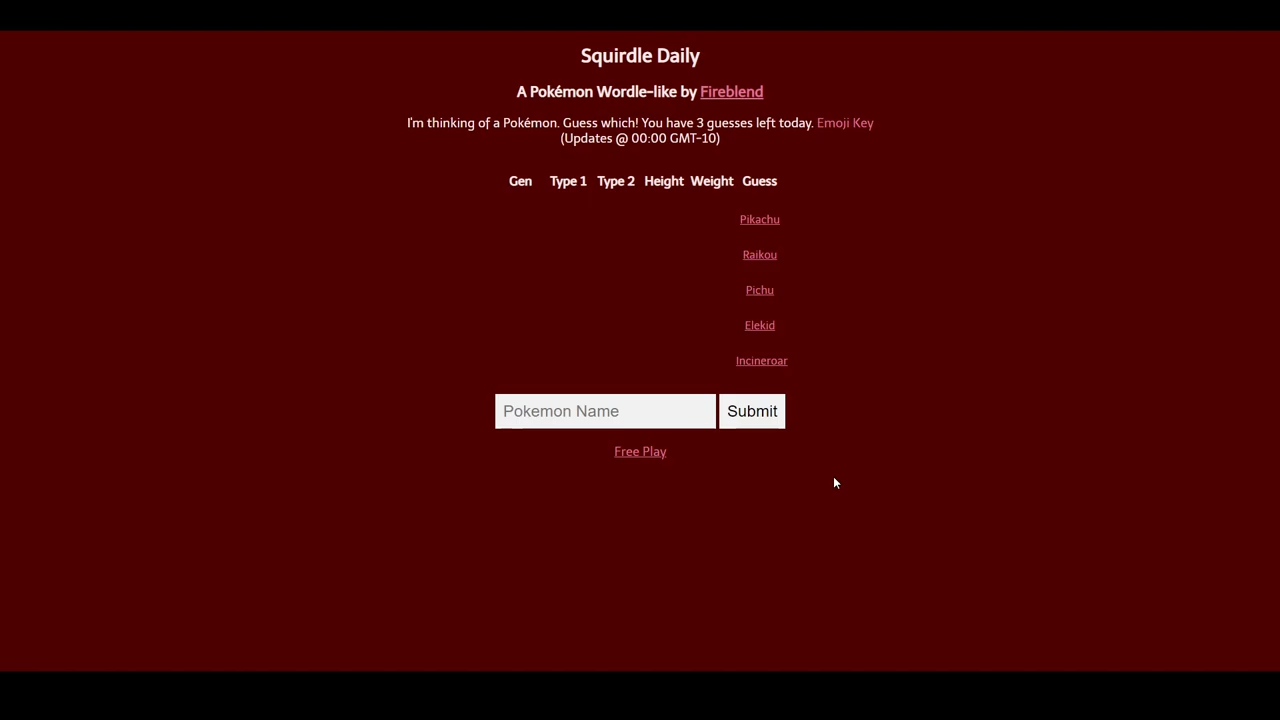 Squirdle Daily
A Pokémon Wordle-like by Fireblend
I'm thinking of a Pokémon. Guess which! You have 3 guesses left today. Emoji Key
(Updates @ 00:00 GMT-10)
Gen Type 1 Type 2 Height Weight Guess
Pikachu
Raikou
Pichu
Elekid
Incineroar
Pokemon Name Submit
Free Play